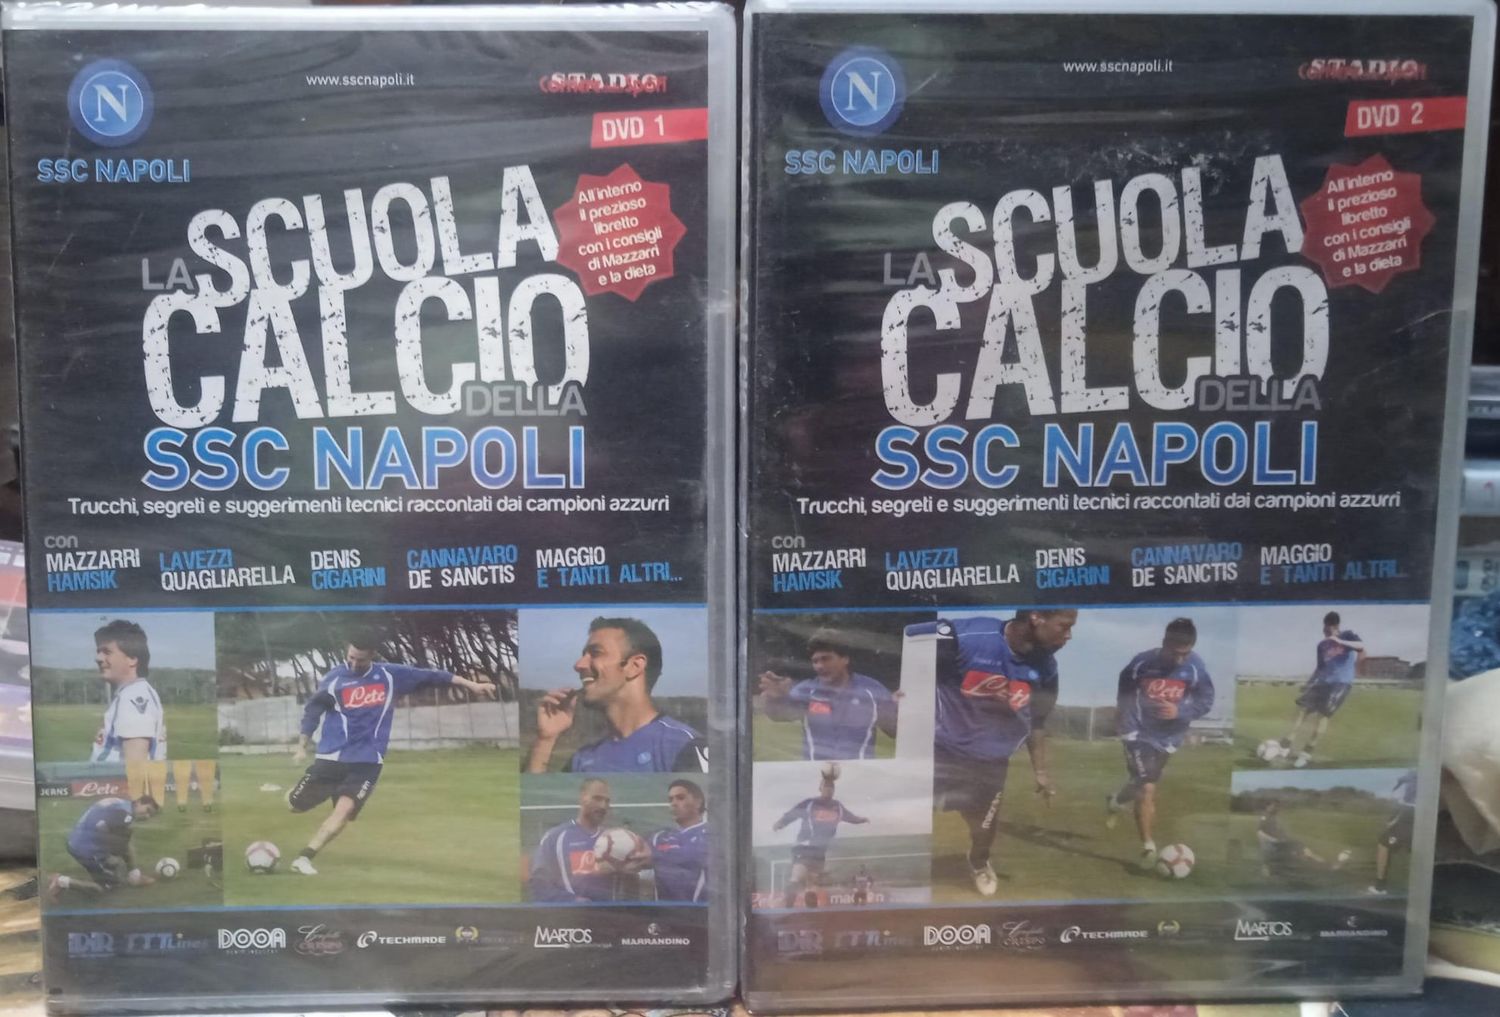 N
SSC NAPOLI
www.sscnapoli.it
STADIO
DVD 1
All'interno
il prezioso
libretto
con i consigli
di Mazzarri
e la dieta
LA SCUOLA
CALCIO
DELLA
SSC NAPOLI
Trucchi, segreti e suggerimenti tecnici raccontati dai campioni azzurri
con
MAZZARRI LAVEZZI DENIS CANNAVARO MAGGIO
HAMSIK QUAGLIARELLA CIGARINI DE SANCTIS E TANTI ALTRI...
Lete
Lete
Lete
DOOA TECHMADE MARTOS MARRANDINO
N
SSC NAPOLI
www.sscnapoli.it
STADIO
DVD 2
All'interno
il prezioso
libretto
con i consigli
di Mazzarri
e la dieta
LA SCUOLA
CALCIO
DELLA
SSC NAPOLI
Trucchi, segreti e suggerimenti tecnici raccontati dai campioni azzurri
con
MAZZARRI LAVEZZI DENIS CANNAVARO MAGGIO
HAMSIK QUAGLIARELLA CIGARINI DE SANCTIS E TANTI ALTRI...
Lete
Lete
Lete
DOOA TECHMADE MARTOS MARRANDINO